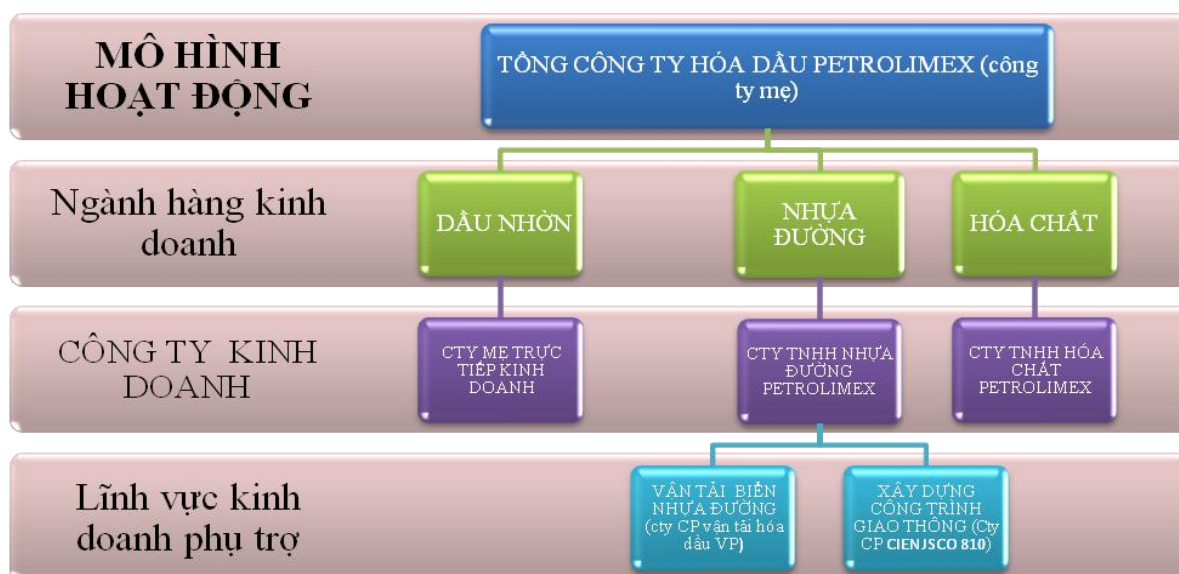 MÔ HÌNH
HOẠT ĐỘNG
TỔNG CÔNG TY HÓA DẦU PETROLIMEX (công
ty mẹ)
Ngành hàng kinh
doanh
DẦU NHỜN
NHỰA
ĐƯỜNG
HÓA CHẤT
CÔNG TY KINH
DOANH
CTY MẸ TRỰC
TIẾP KINH
DOANH
CTY TNHH NHỰA
ĐƯỜNG
PETROLIMEX
CTY TNHH HÓA
CHẤT
PETROLIMEX
Lĩnh vực kinh
doanh phụ trợ
VẬN TẢI BIỂN
NHỰA ĐƯỜNG
(cty CP vận tải hóa
dầu VP)
XÂY DỰNG
CÔNG TRÌNH
GIAO THÔNG (Cty
CP CIENJSCO 810)